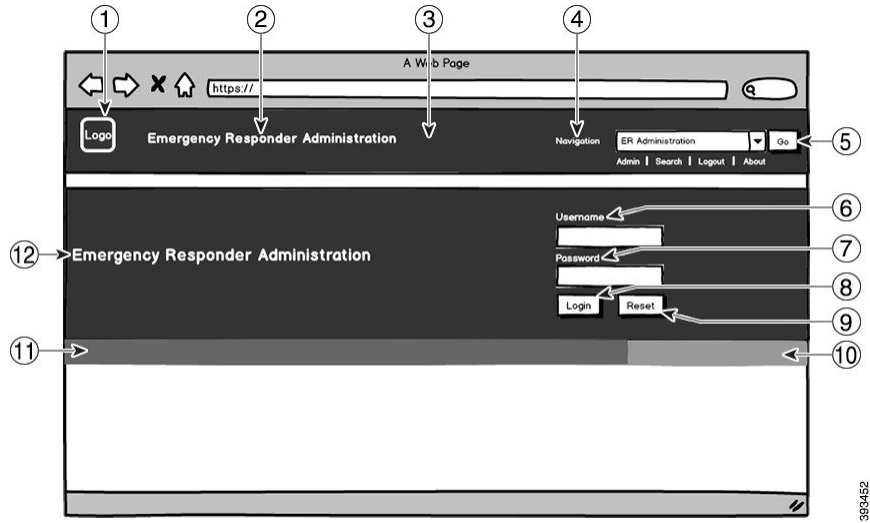 1 2 3 4
A Web Page
https://
Logo Emergency Responder Administration Navigation ER Administration Go 5
Admin | Search | Logout | About
Username 6
12 Emergency Responder Administration
Password 7
8
Login Reset
9
11 10
393452